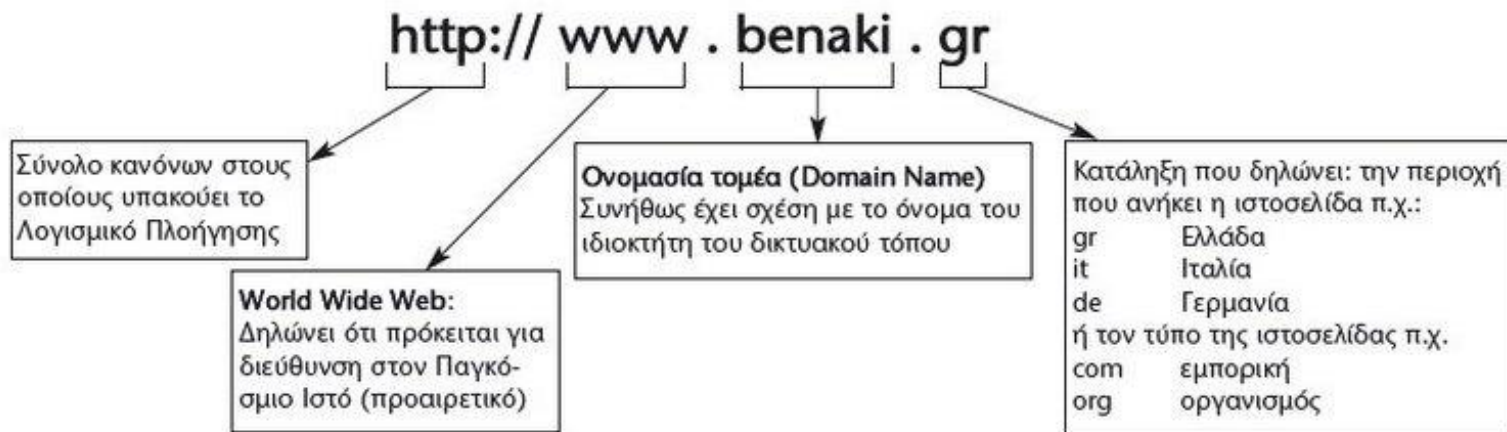 http:// www . benaki . gr
Σύνολο κανόνων στους
οποίους υπακούει το
Λογισμικό Πλοήγησης
World Wide Web:
Δηλώνει ότι πρόκειται για
διεύθυνση στον Παγκό-
σμιο Ιστό (προαιρετικό)
Ονομασία τομέα (Domain Name)
Συνήθως έχει σχέση με το όνομα του
ιδιοκτήτη του δικτυακού τόπου
Κατάληξη που δηλώνει: την περιοχή
που ανήκει η ιστοσελίδα π.χ.:
gr Ελλάδα
it Ιταλία
de Γερμανία
ή τον τύπο της ιστοσελίδας π.χ.
com εμπορική
org οργανισμός